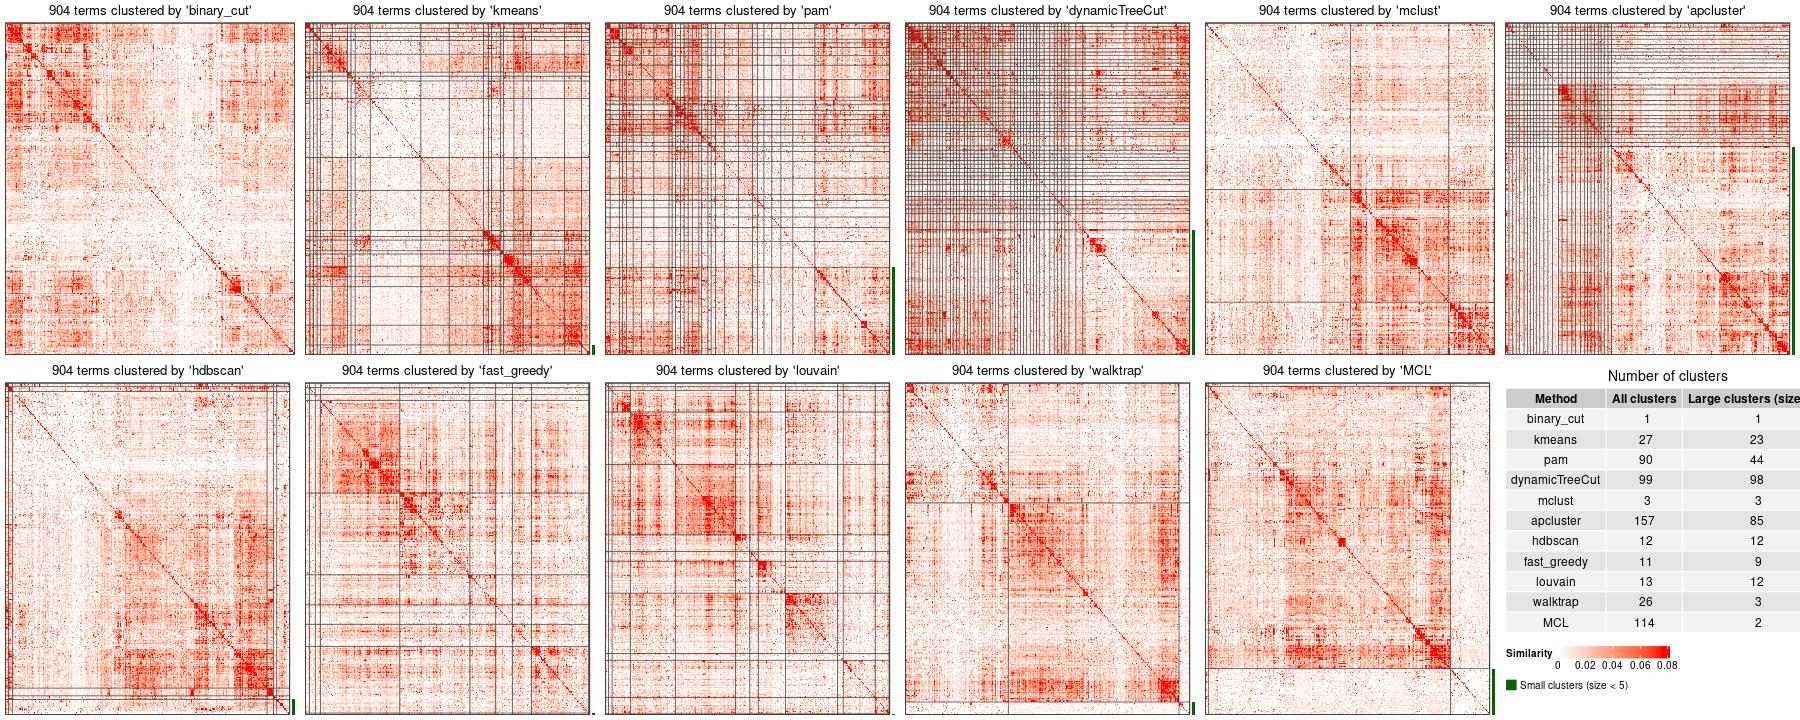 904 terms clustered by 'binary_cut'
904 terms clustered by 'kmeans'
904 terms clustered by 'pam'
904 terms clustered by 'dynamicTreeCut'
904 terms clustered by 'mclust'
904 terms clustered by 'apcluster'
904 terms clustered by 'hdbscan'
904 terms clustered by 'fast_greedy'
904 terms clustered by 'louvain'
904 terms clustered by 'walktrap'
904 terms clustered by 'MCL'
Number of clusters
Method All clusters Large clusters (size
binary_cut 1 1
kmeans 27 23
pam 90 44
dynamicTreeCut 99 98
mclust 3 3
apcluster 157 85
hdbscan 12 12
fast_greedy 11 9
louvain 13 12
walktrap 26 3
MCL 114 2
Similarity
0 0.02 0.04 0.06 0.08
Small clusters (size < 5)